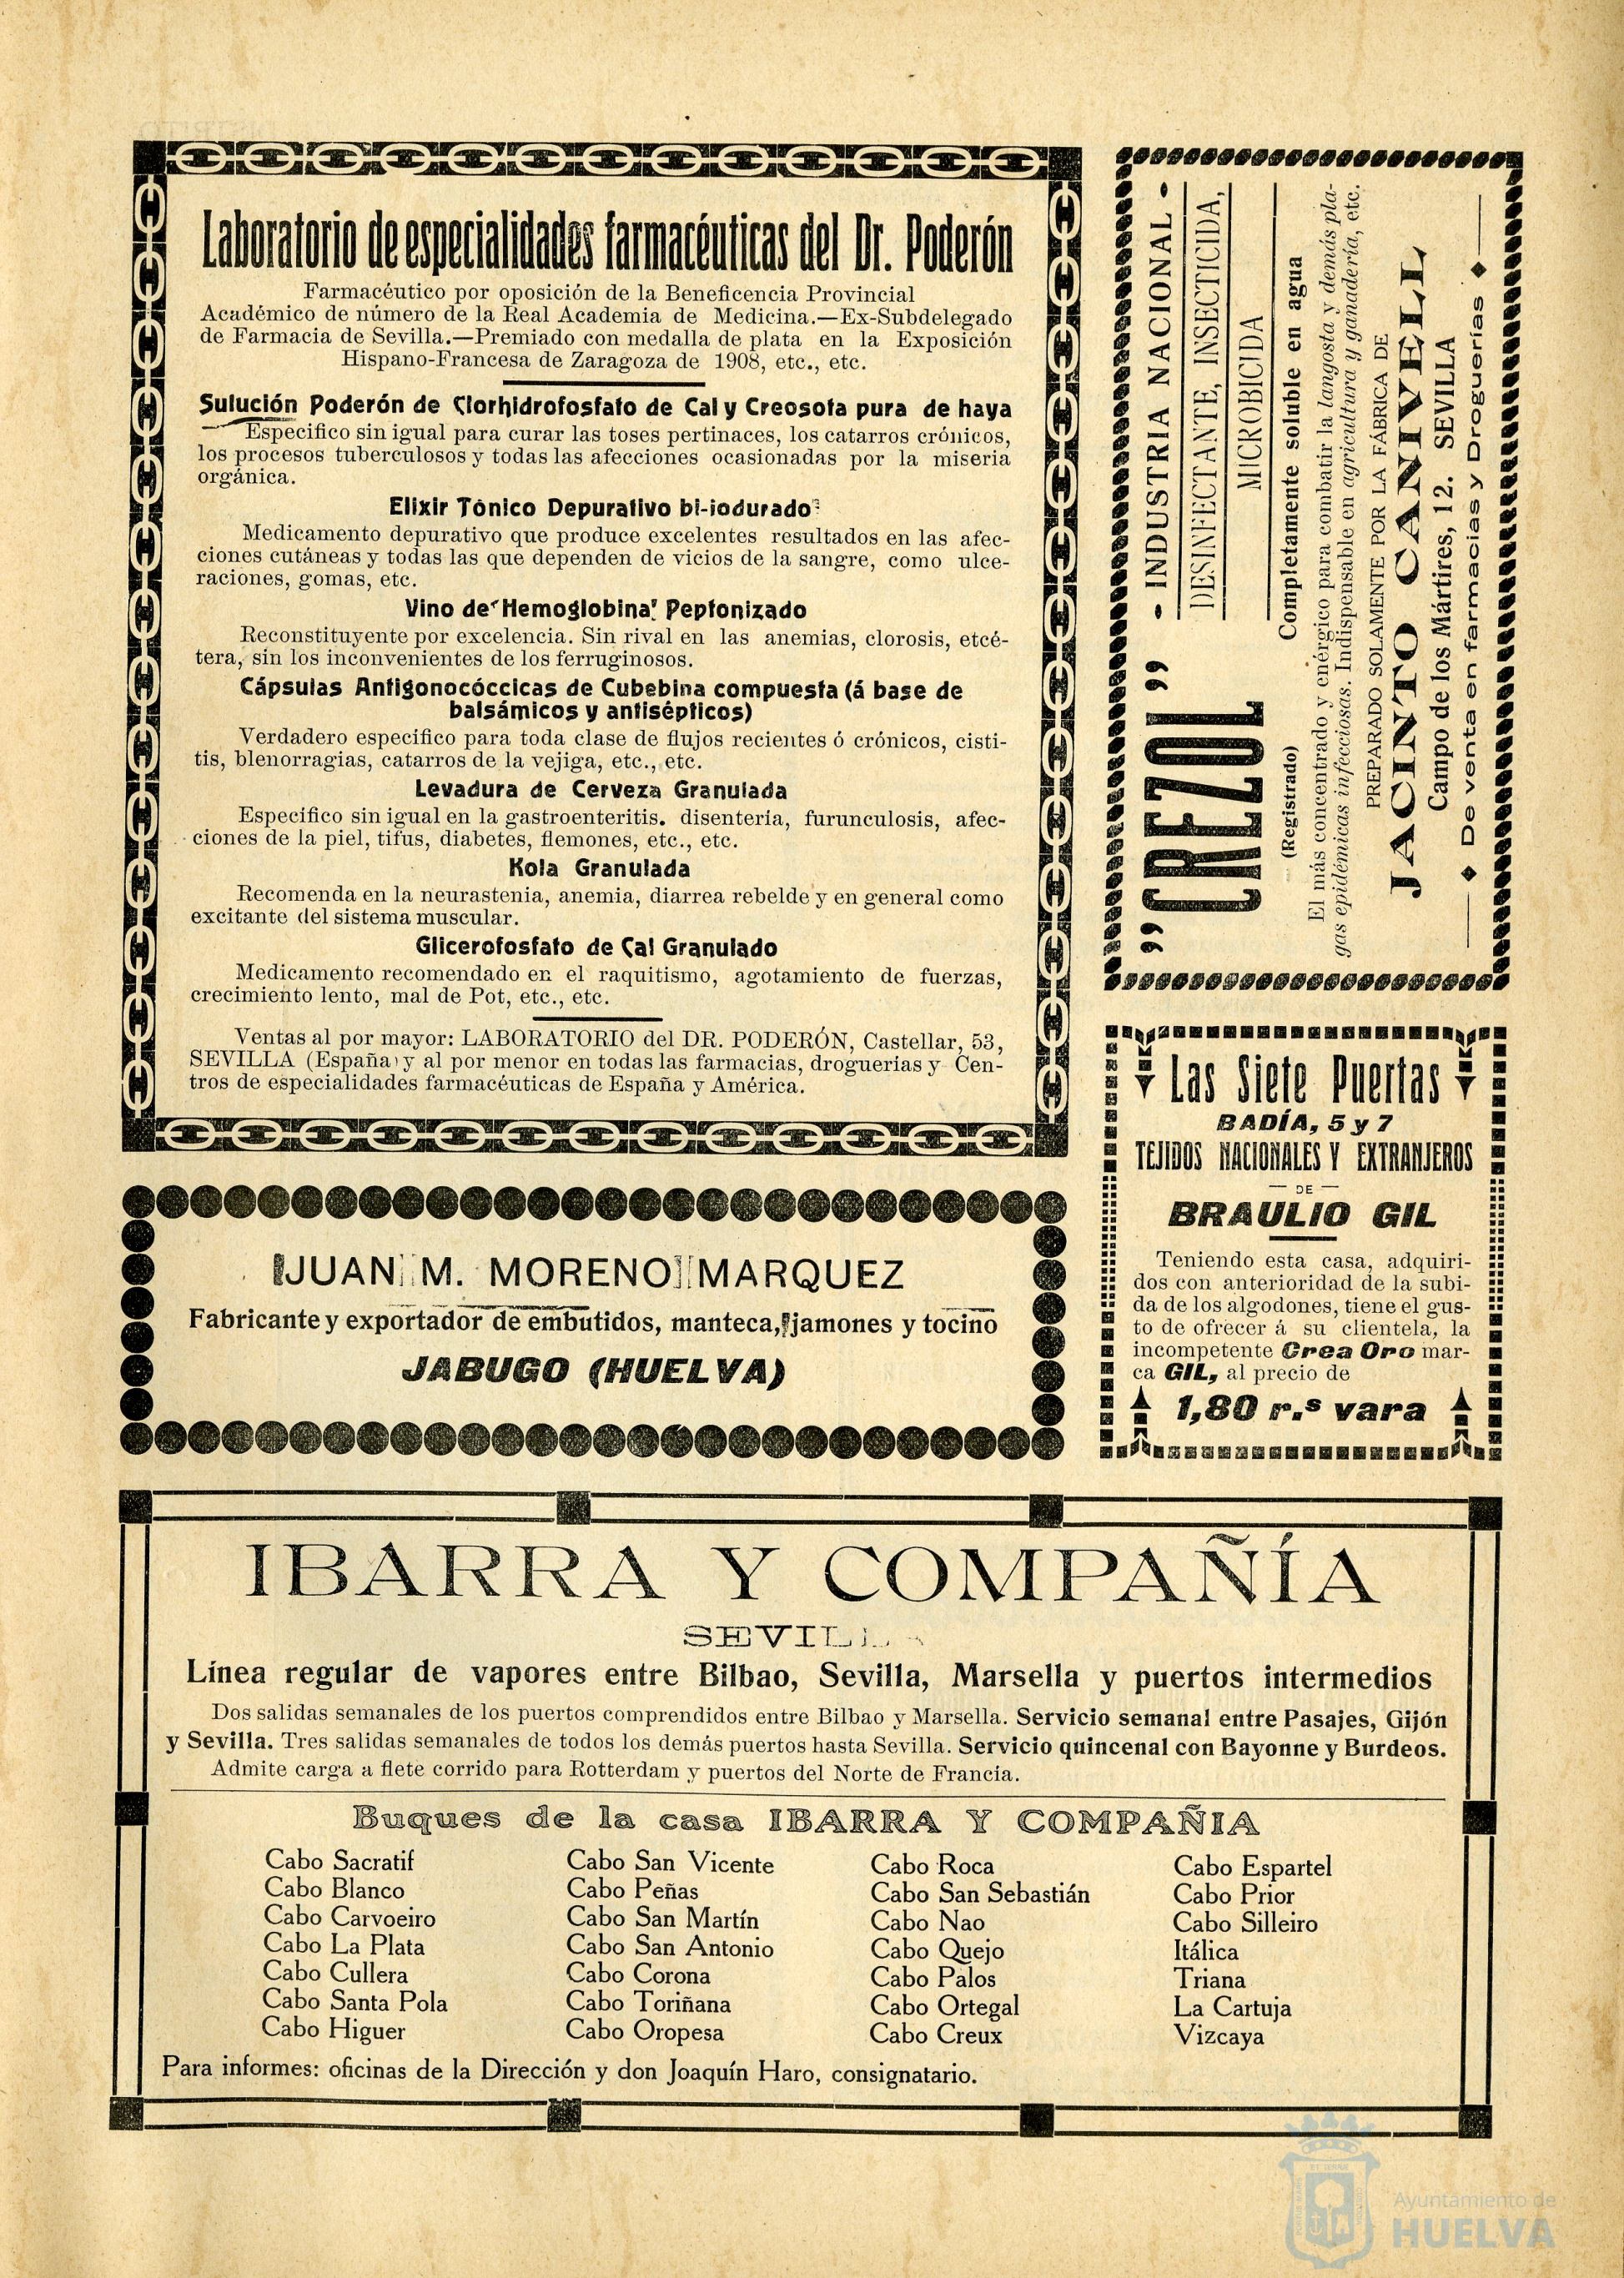 Laboratorio de especialidades farmacéuticas del Dr. Poderón
Farmacéutico por oposición de la Beneficencia Provincial
Académico de número de la Real Academia de Medicina.—Ex-Subdelegado
de Farmacia de Sevilla.—Premiado con medalla de plata en la Exposición
Hispano-Francesa de Zaragoza de 1908, etc., etc.
Sulución Poderón de Clorhidrofosfato de Cal y Creosota pura de haya
Especifico sin igual para curar las toses pertinaces, los catarros crónicos,
los procesos tuberculosos y todas las afecciones ocasionadas por la miseria
orgánica.
Elixir Tónico Depurativo bi-iodurado
Medicamento depurativo que produce excelentes resultados en las afec-
ciones cutáneas y todas las que dependen de vicios de la sangre, como ulce-
raciones, gomas, etc.
Vino de Hemoglobina Peptonizado
Reconstituyente por excelencia. Sin rival en las anemias, clorosis, etcé-
tera, sin los inconvenientes de los ferruginosos.
Cápsulas Antigonocóccicas de Cubebina compuesta (á base de
balsámicos y antisépticos)
Verdadero especifico para toda clase de flujos recientes ó crónicos, cisti-
tis, blenorragias, catarros de la vejiga, etc., etc.
Levadura de Cerveza Granulada
Especifico sin igual en la gastroenteritis. disenteria, furunculosis, afec-
ciones de la piel, tifus, diabetes, flemones, etc., etc.
Kola Granulada
Recomenda en la neurastenia, anemia, diarrea rebelde y en general como
excitante del sistema muscular.
Glicerofosfato de Cal Granulado
Medicamento recomendado en el raquitismo, agotamiento de fuerzas,
crecimiento lento, mal de Pot, etc., etc.
Ventas al por mayor: LABORATORIO del DR. PODERÓN, Castellar, 53,
SEVILLA (España) y al por menor en todas las farmacias, droguerías y Cen-
tros de especialidades farmacéuticas de España y América.
"CREZOL"
(Registrado)
- INDUSTRIA NACIONAL -
DESINFECTANTE, INSECTICIDA,
MICROBICIDA
Completamente soluble en agua
El más concentrado y enérgico para combatir la langosta y demás pla-
gas epidémicas infecciosas. Indispensable en agricultura y ganadería, etc.
PREPARADO SOLAMENTE POR LA FÁBRICA DE
JACINTO CANIVELL
Campo de los Mártires, 12. SEVILLA
De venta en farmacias y Droguerías
Las Siete Puertas
BADÍA, 5 y 7
TEJIDOS NACIONALES Y EXTRANJEROS
— DE —
BRAULIO GIL
Teniendo esta casa, adquiri-
dos con anterioridad de la subi-
da de los algodones, tiene el gus-
to de ofrecer á su clientela, la
incompetente Crea Oro mar-
ca GIL, al precio de
1,80 r.s vara
JUAN M. MORENO MARQUEZ
Fabricante y exportador de embutidos, manteca, jamones y tocino
JABUGO (HUELVA)
IBARRA Y COMPAÑÍA
SEVILLA
Línea regular de vapores entre Bilbao, Sevilla, Marsella y puertos intermedios
Dos salidas semanales de los puertos comprendidos entre Bilbao y Marsella. Servicio semanal entre Pasajes, Gijón
y Sevilla. Tres salidas semanales de todos los demás puertos hasta Sevilla. Servicio quincenal con Bayonne y Burdeos.
Admite carga a flete corrido para Rotterdam y puertos del Norte de Francia.
Buques de la casa IBARRA Y COMPAÑIA
Cabo Sacratif
Cabo Blanco
Cabo Carvoeiro
Cabo La Plata
Cabo Cullera
Cabo Santa Pola
Cabo Higuer
Cabo San Vicente
Cabo Peñas
Cabo San Martín
Cabo San Antonio
Cabo Corona
Cabo Toriñana
Cabo Oropesa
Cabo Roca
Cabo San Sebastián
Cabo Nao
Cabo Quejo
Cabo Palos
Cabo Ortegal
Cabo Creux
Cabo Espartel
Cabo Prior
Cabo Silleiro
Itálica
Triana
La Cartuja
Vizcaya
Para informes: oficinas de la Dirección y don Joaquín Haro, consignatario.
Ayuntamiento de
HUELVA